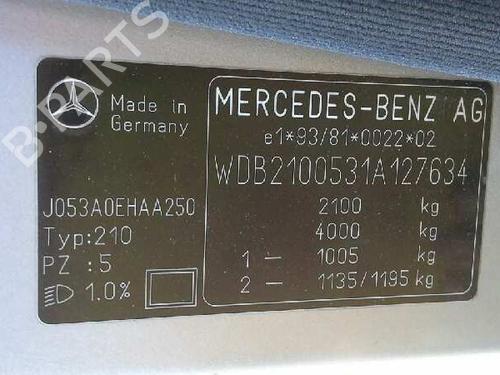 B-PARTS
Made in
Germany
MERCEDES-BENZ AG
e1*93/81*0022*02
WDB2100531A127634
J053A0EHAA250
2100 kg
Typ:210
4000 kg
PZ :5
1 — 1005 kg
1.0%
2 — 1135/1195 kg